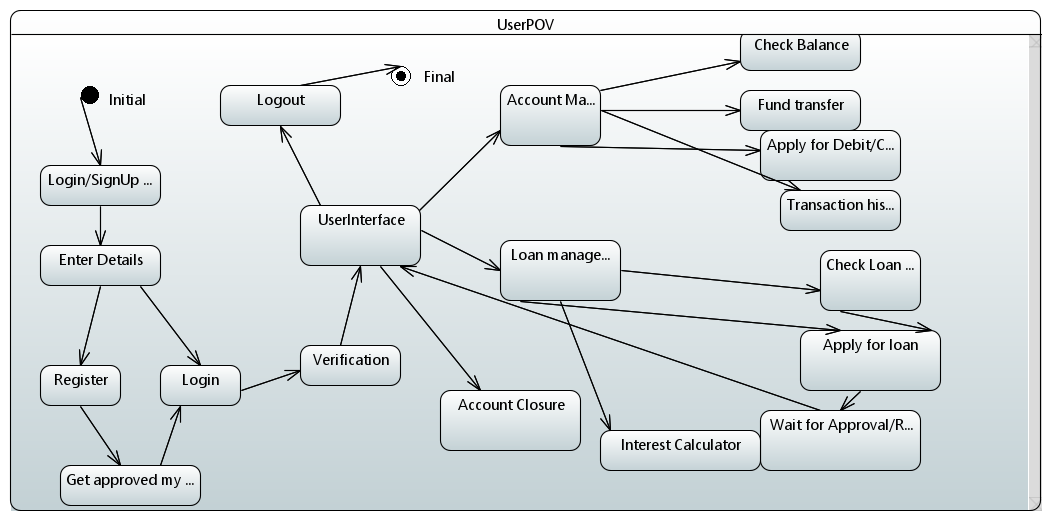 UserPOV
Initial
Final
Logout
Login/SignUp ...
Enter Details
Register
Login
Get approved my ...
Verification
UserInterface
Account Ma...
Check Balance
Fund transfer
Apply for Debit/C...
Transaction his...
Loan manage...
Check Loan ...
Apply for loan
Wait for Approval/R...
Account Closure
Interest Calculator